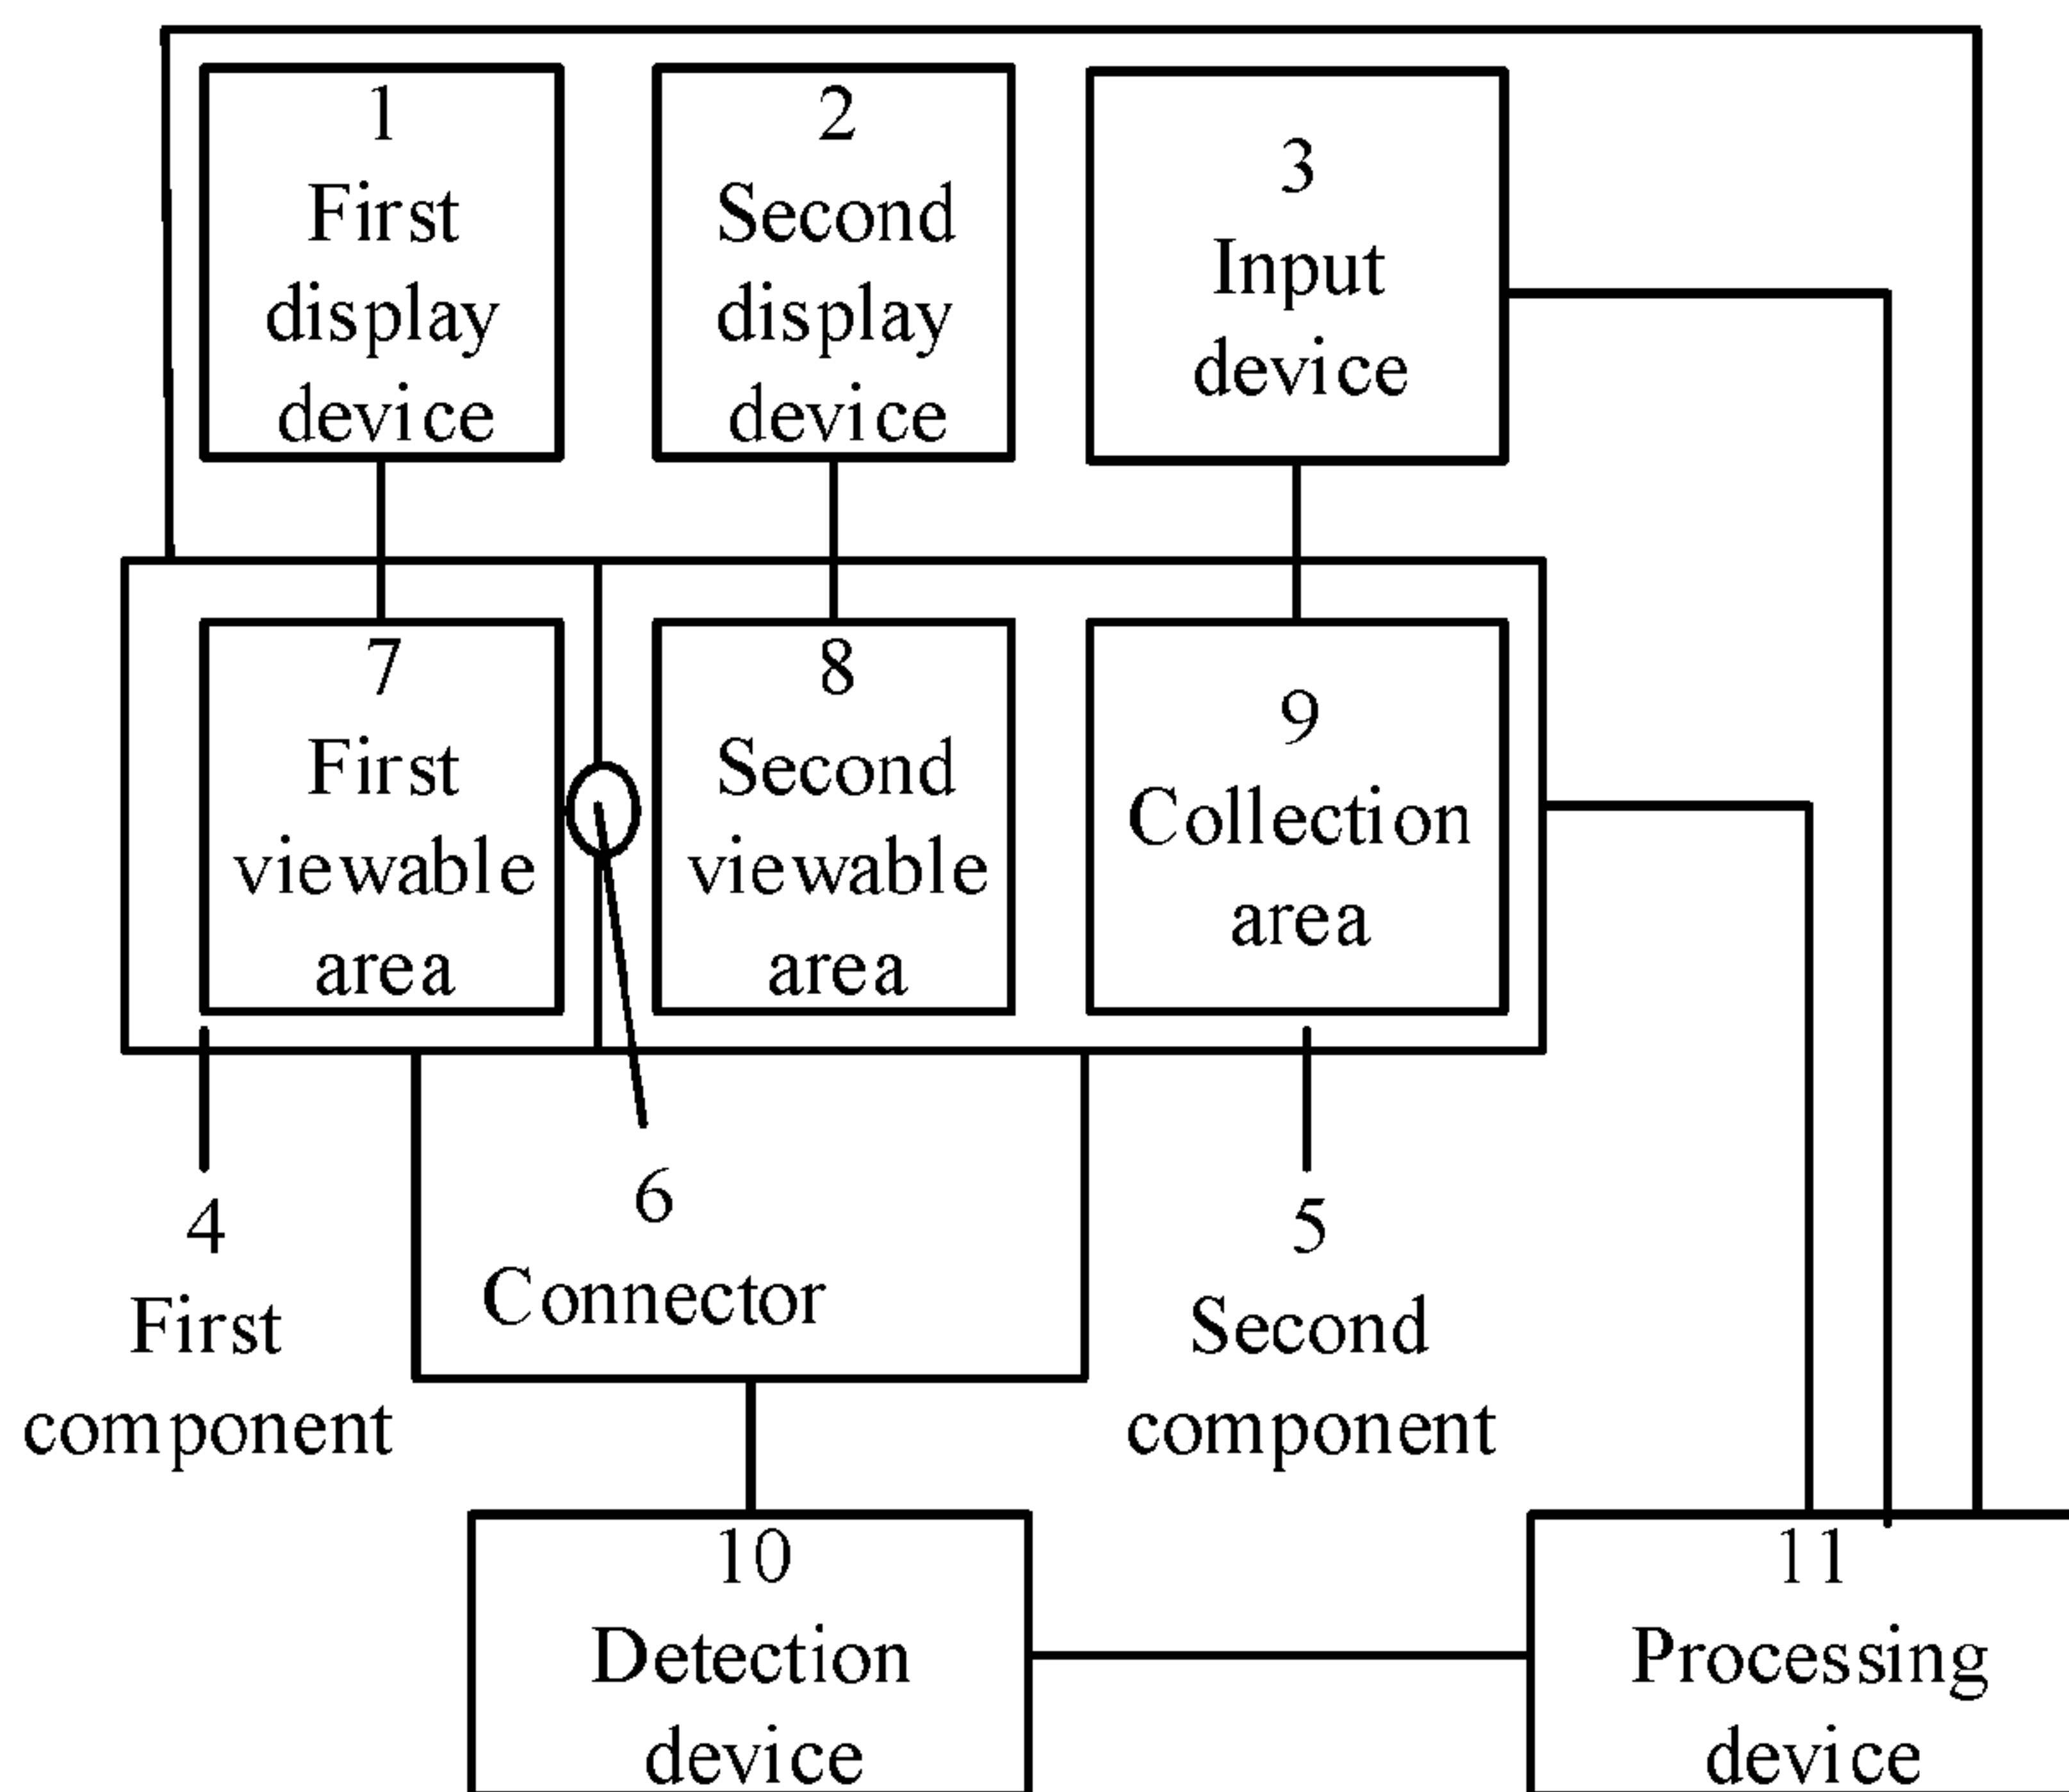 1
First
display
device
2
Second
display
device
3
Input
device
7
First
viewable
area
8
Second
viewable
area
9
Collection
area
4
First
component
6
Connector
5
Second
component
10
Detection
device
11
Processing
device